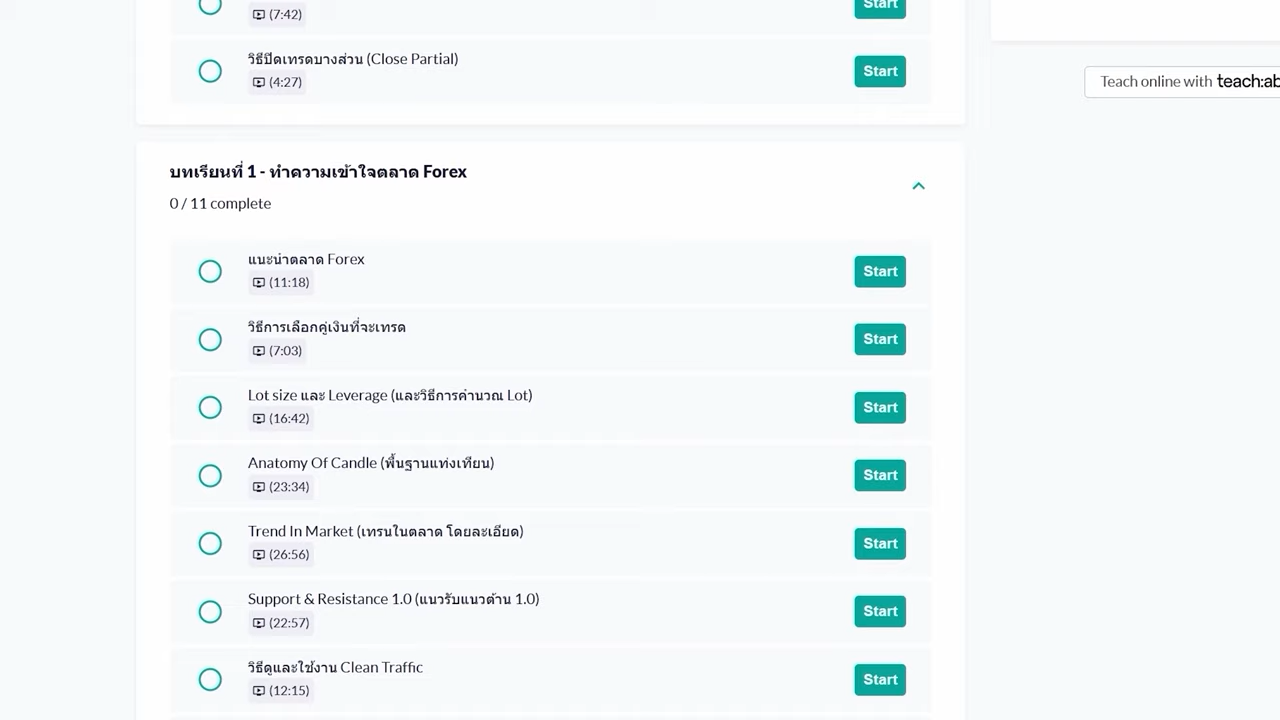 (7:42)
Start
วิธีปิดเทรดบางส่วน (Close Partial)
(4:27)
Start
Teach online with teach:ab
บทเรียนที่ 1 - ทำความเข้าใจตลาด Forex
0 / 11 complete
แนะนำตลาด Forex
(11:18)
Start
วิธีการเลือกคู่เงินที่จะเทรด
(7:03)
Start
Lot size และ Leverage (และวิธีการคำนวณ Lot)
(16:42)
Start
Anatomy Of Candle (พื้นฐานแท่งเทียน)
(23:34)
Start
Trend In Market (เทรนในตลาด โดยละเอียด)
(26:56)
Start
Support & Resistance 1.0 (แนวรับแนวต้าน 1.0)
(22:57)
Start
วิธีดูและใช้งาน Clean Traffic
(12:15)
Start